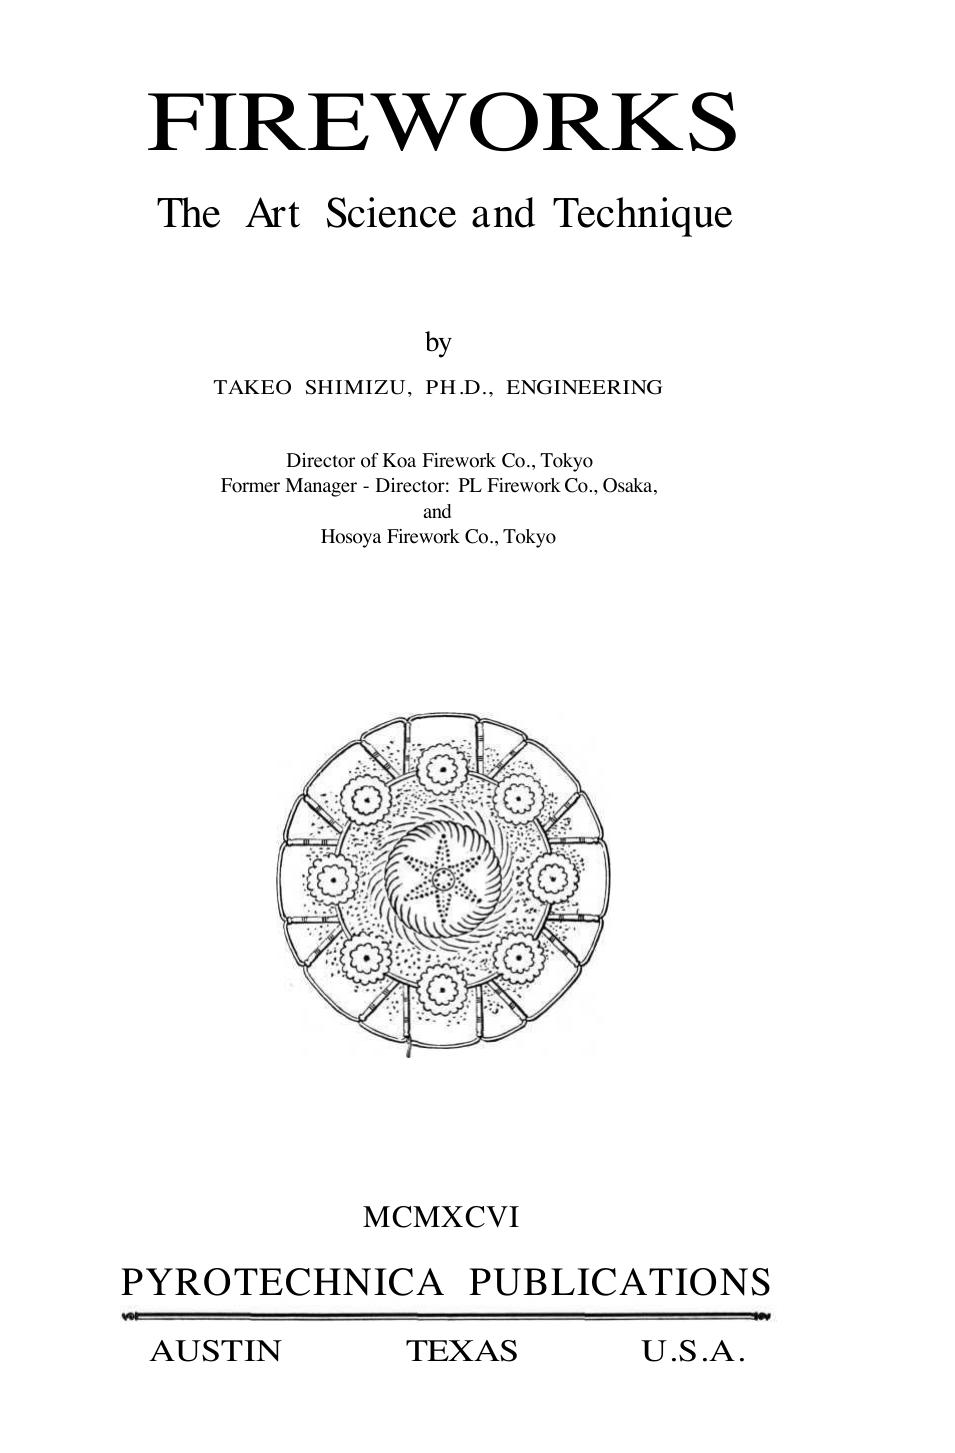 FIREWORKS
The Art Science and Technique
by
TAKEO SHIMIZU, PH.D., ENGINEERING
Director of Koa Firework Co., Tokyo
Former Manager - Director: PL Firework Co., Osaka,
and
Hosoya Firework Co., Tokyo
MCMXCVI
PYROTECHNICA PUBLICATIONS
AUSTIN TEXAS U.S.A.